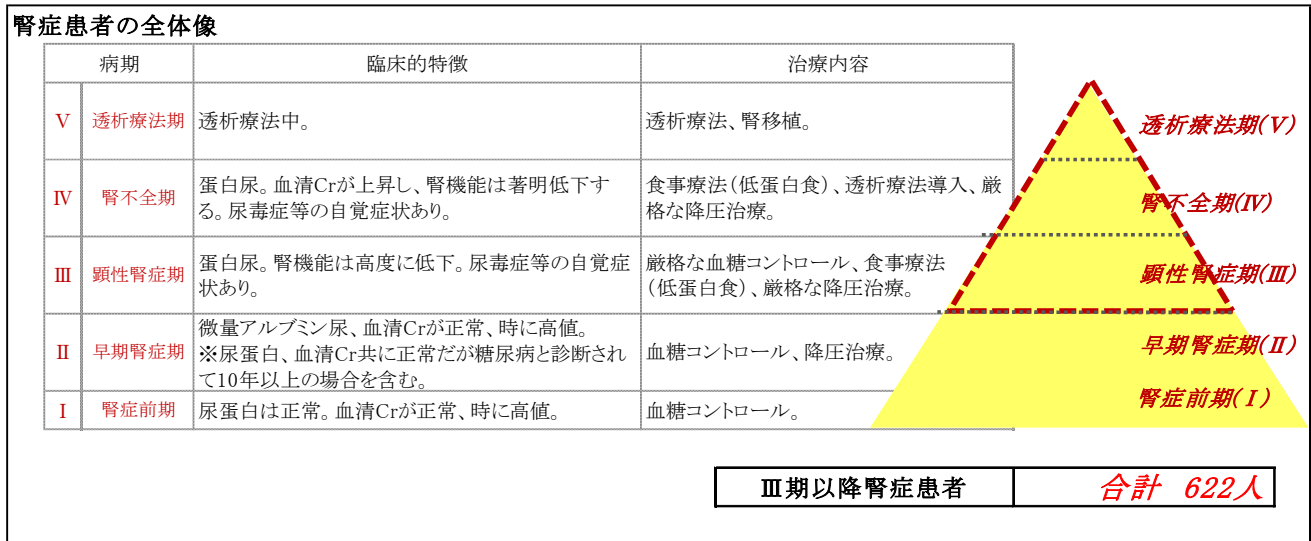 腎症患者の全体像
病期 臨床的特徴 治療内容
Ⅴ 透析療法期 透析療法中。 透析療法、腎移植。
Ⅳ 腎不全期 蛋白尿。血清Crが上昇し、腎機能は著明低下す
る。尿毒症等の自覚症状あり。
食事療法(低蛋白食)、透析療法導入、厳
格な降圧治療。
Ⅲ 顕性腎症期 蛋白尿。腎機能は高度に低下。尿毒症等の自覚症
状あり。
厳格な血糖コントロール、食事療法
(低蛋白食)、厳格な降圧治療。
Ⅱ 早期腎症期 微量アルブミン尿、血清Crが正常、時に高値。
※尿蛋白、血清Cr共に正常だが糖尿病と診断され
て10年以上の場合を含む。
血糖コントロール、降圧治療。
Ⅰ 腎症前期 尿蛋白は正常。血清Crが正常、時に高値。 血糖コントロール。
透析療法期(Ⅴ)
腎不全期(Ⅳ)
顕性腎症期(Ⅲ)
早期腎症期(Ⅱ)
腎症前期(Ⅰ)
Ⅲ期以降腎症患者 合計 622人